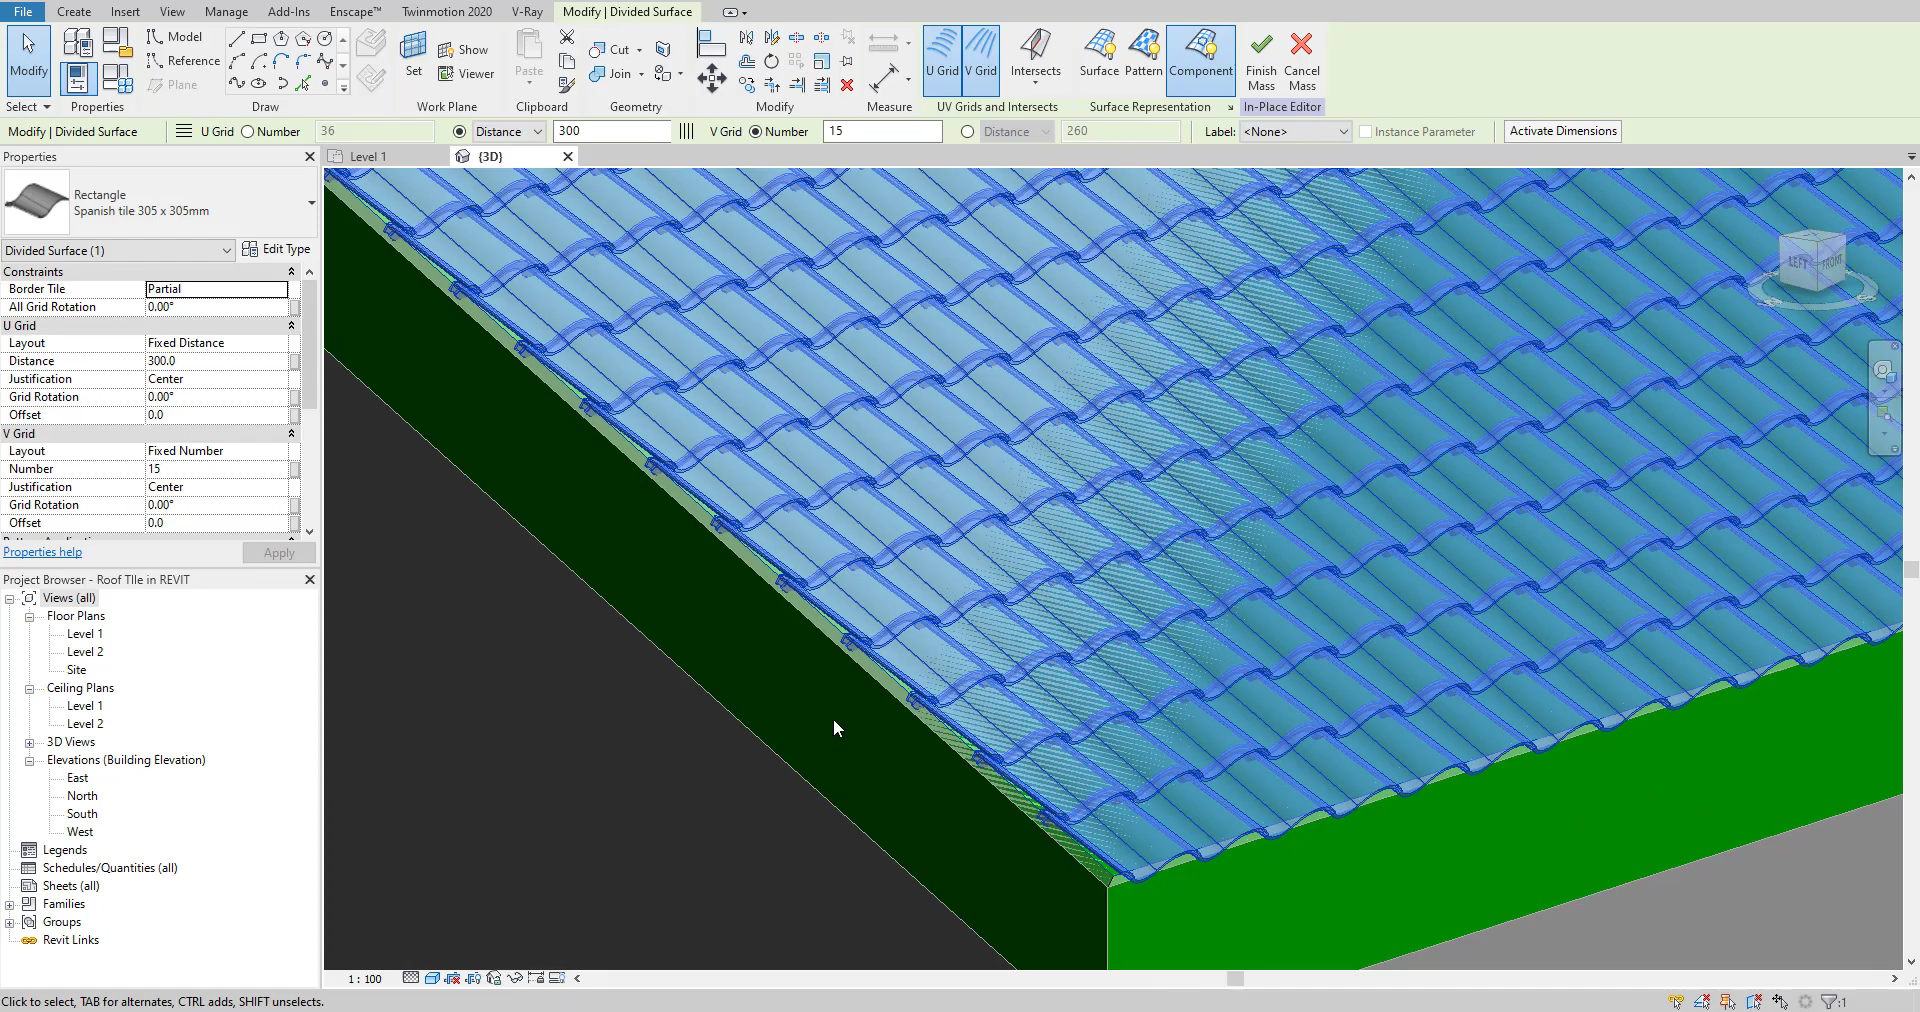 File Create Insert View Manage Add-Ins Enscape™ Twinmotion 2020 V-Ray Modify | Divided Surface
Modify
Model
Reference
Plane
Set
Show
Viewer
Paste
Cut
Join
U Grid V Grid Intersects
Surface Pattern Component
Finish Mass
Cancel Mass
Select Properties Draw Work Plane Clipboard Geometry Modify Measure UV Grids and Intersects Surface Representation In-Place Editor
Modify | Divided Surface U Grid Number 36 Distance 300 V Grid Number 15 Distance 260 Label: <None> Instance Parameter Activate Dimensions
Properties
Level 1
{3D}
Rectangle
Spanish tile 305 x 305mm
Divided Surface (1) Edit Type
Constraints
Border Tile Partial
All Grid Rotation 0.00°
U Grid
Layout Fixed Distance
Distance 300.0
Justification Center
Grid Rotation 0.00°
Offset 0.0
V Grid
Layout Fixed Number
Number 15
Justification Center
Grid Rotation 0.00°
Offset 0.0
Properties help Apply
Project Browser - Roof TIle in REVIT
Views (all)
Floor Plans
Level 1
Level 2
Site
Ceiling Plans
Level 1
Level 2
3D Views
Elevations (Building Elevation)
East
North
South
West
Legends
Schedules/Quantities (all)
Sheets (all)
Families
Groups
Revit Links
LEFT FRONT
1 : 100
Click to select, TAB for alternates, CTRL adds, SHIFT unselects.
:1